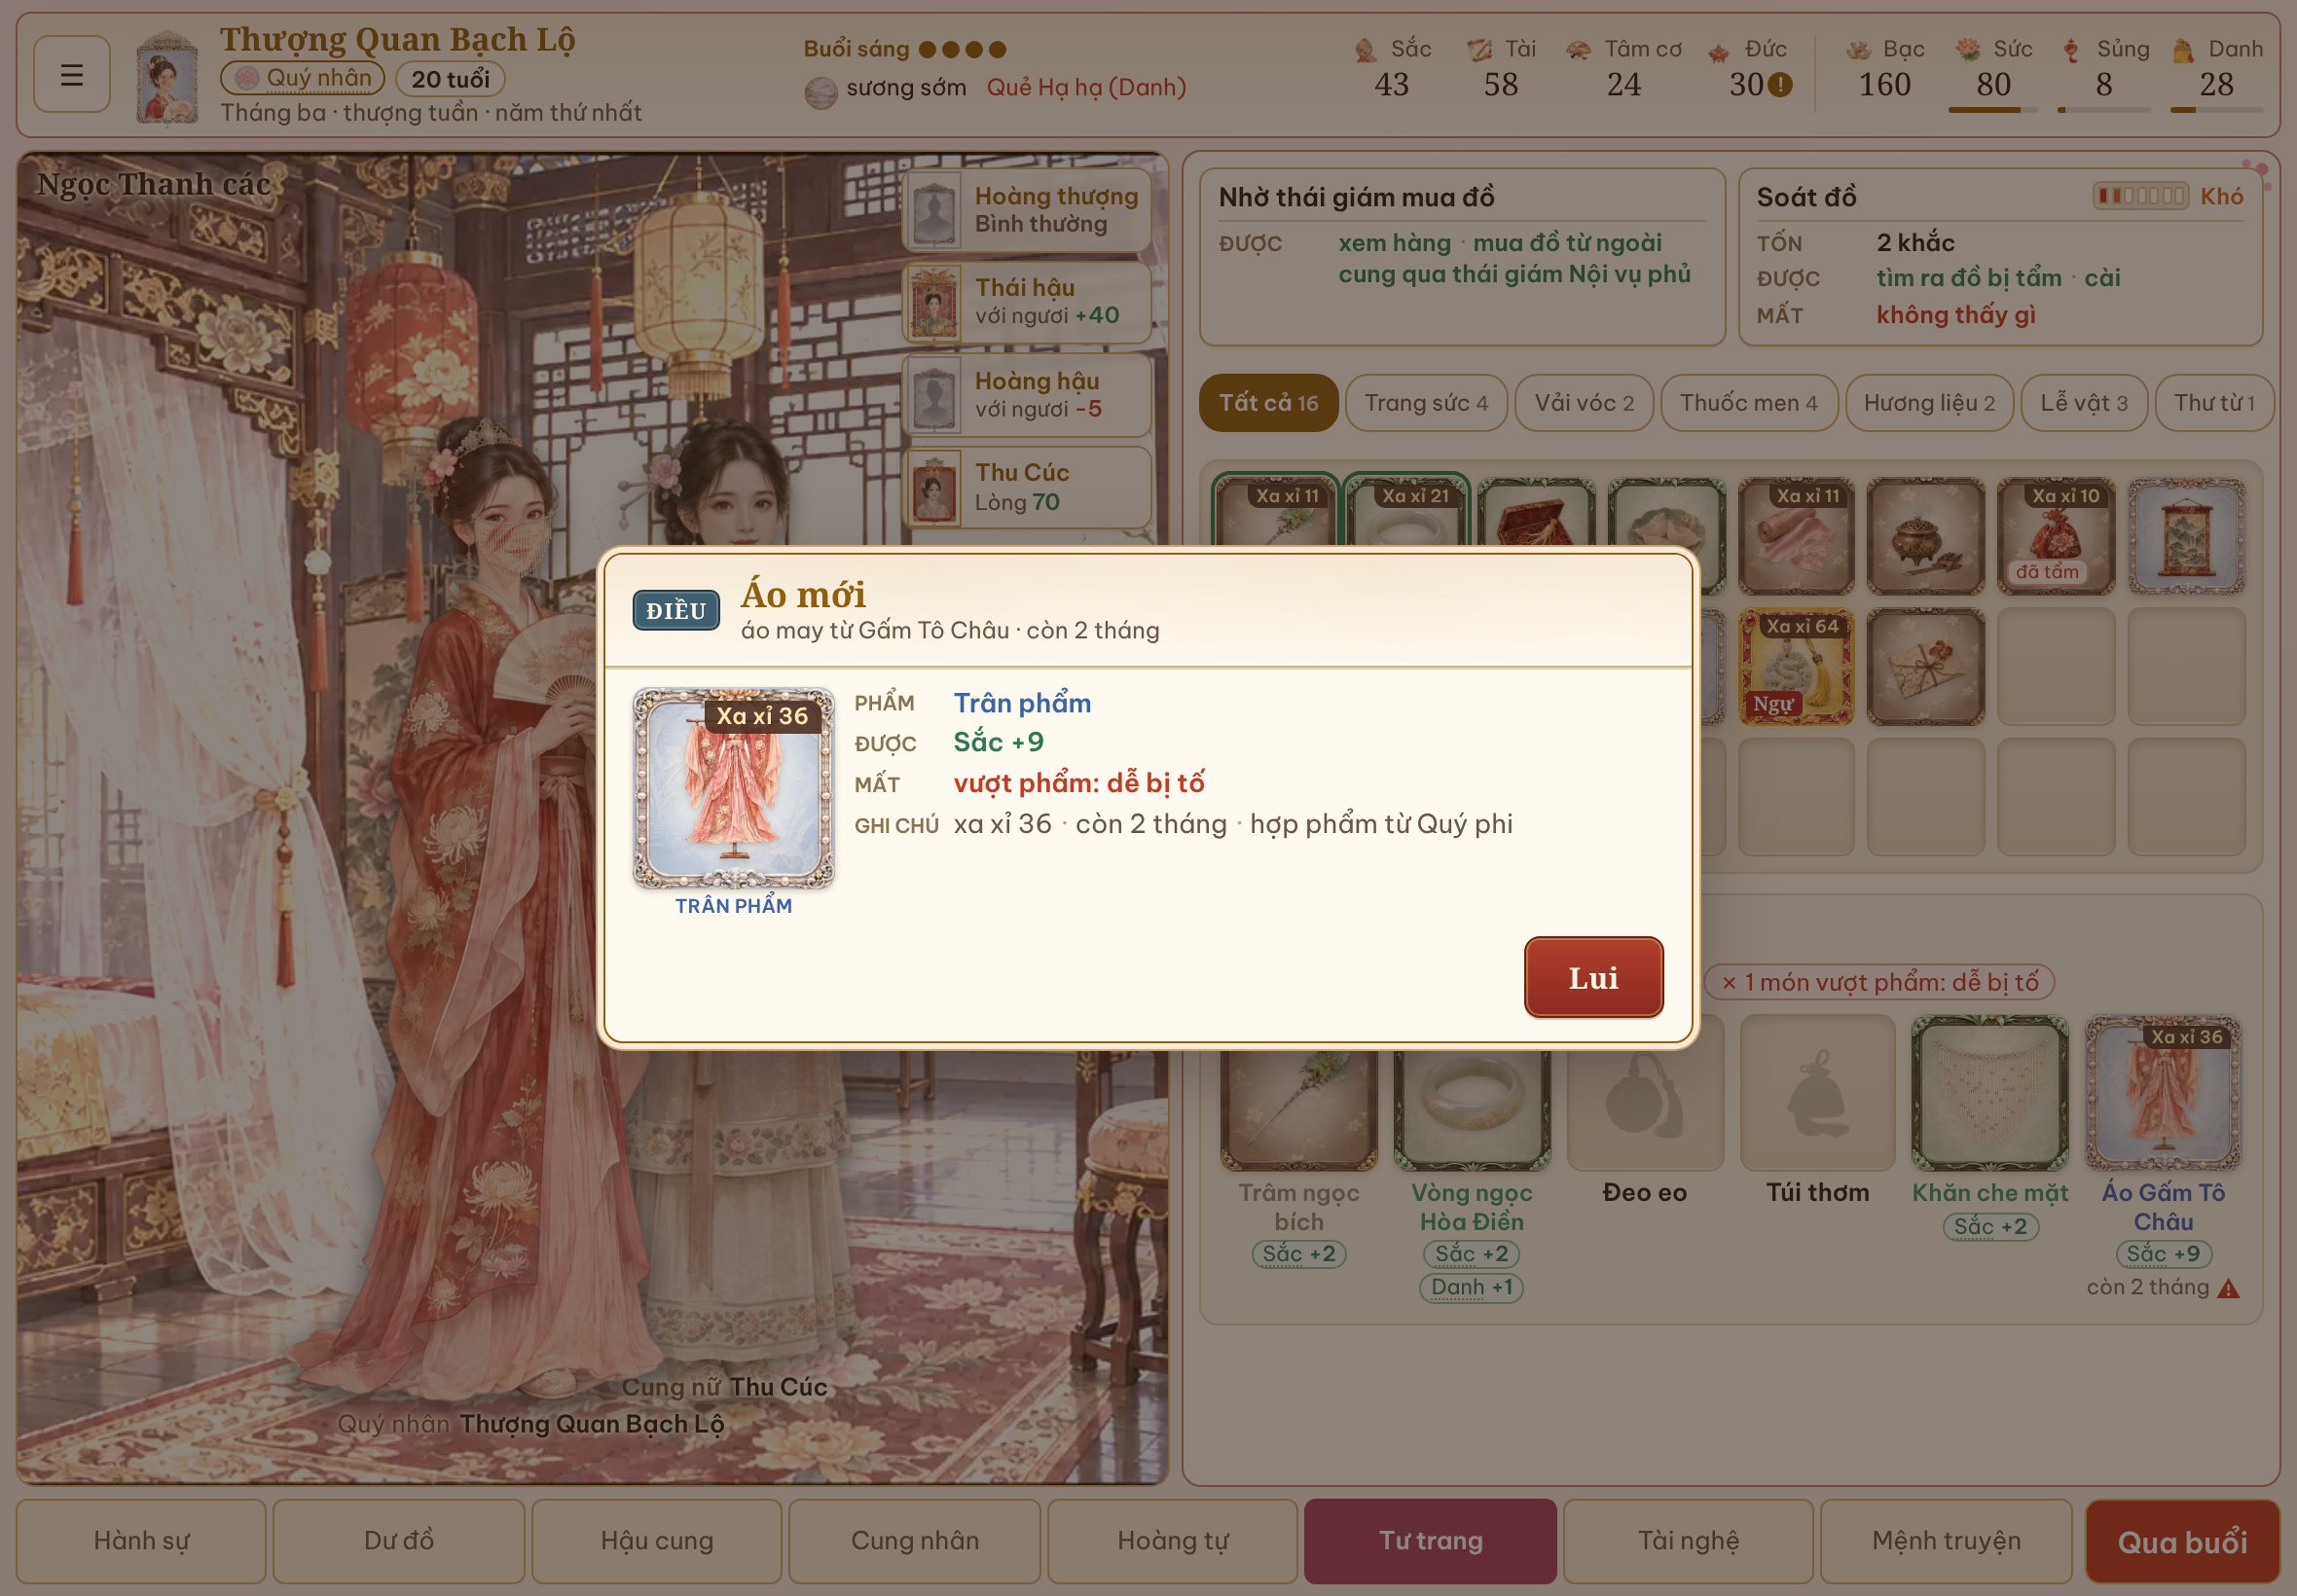 ☰
Thượng Quan Bạch Lộ
Quý nhân
20 tuổi
Tháng ba · thượng tuần · năm thứ nhất
Buổi sáng
sương sớm Quẻ Hạ hạ (Danh)
Sắc
43
Tài
58
Tâm cơ
24
Đức
30 !
Bạc
160
Sức
80
Sủng
8
Danh
28
Ngọc Thanh các
Hoàng thượng
Bình thường
Thái hậu
với ngươi +40
Hoàng hậu
với ngươi -5
Thu Cúc
Lòng 70
Cung nữ Thu Cúc
Quý nhân Thượng Quan Bạch Lộ
Nhờ thái giám mua đồ
ĐƯỢC xem hàng · mua đồ từ ngoài
cung qua thái giám Nội vụ phủ
Soát đồ Khó
TỐN 2 khắc
ĐƯỢC tìm ra đồ bị tẩm · cài
MẤT không thấy gì
Tất cả 16
Trang sức 4
Vải vóc 2
Thuốc men 4
Hương liệu 2
Lễ vật 3
Thư từ 1
Xa xỉ 11
Xa xỉ 21
Xa xỉ 11
Xa xỉ 10
đã tẩm
Xa xỉ 64
Ngự
ĐIỀU
Áo mới
áo may từ Gấm Tô Châu · còn 2 tháng
Xa xỉ 36
TRÂN PHẨM
PHẨM Trân phẩm
ĐƯỢC Sắc +9
MẤT vượt phẩm: dễ bị tố
GHI CHÚ xa xỉ 36 · còn 2 tháng · hợp phẩm từ Quý phi
Lui
× 1 món vượt phẩm: dễ bị tố
Xa xỉ 36
Trâm ngọc
bích
Sắc +2
Vòng ngọc
Hòa Điền
Sắc +2
Danh +1
Đeo eo
Túi thơm
Khăn che mặt
Sắc +2
Áo Gấm Tô
Châu
Sắc +9
còn 2 tháng
Hành sự
Dư đồ
Hậu cung
Cung nhân
Hoàng tự
Tư trang
Tài nghệ
Mệnh truyện
Qua buổi